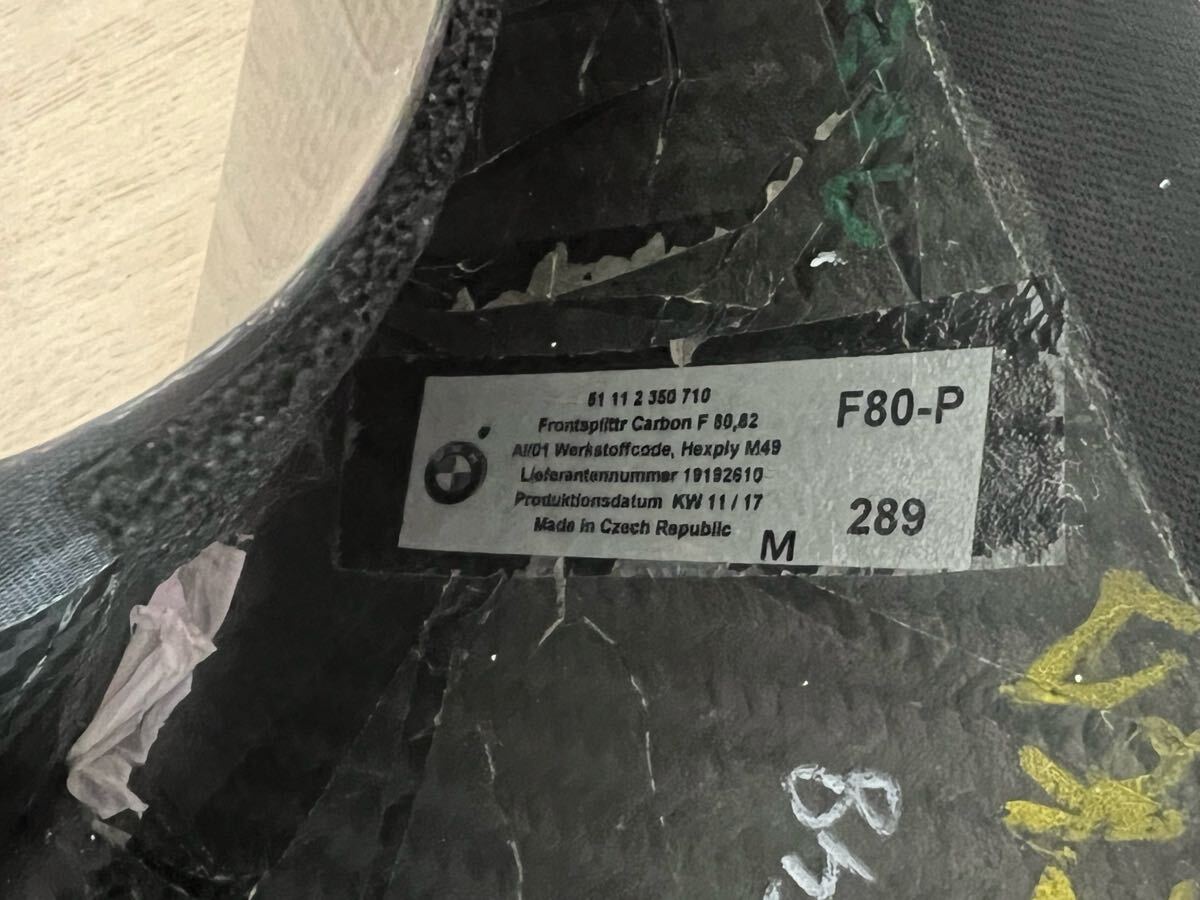 51 11 2 350 710
Frontsplittr Carbon F 80,82
AI/01 Werkstoffcode, Hexply M49
Lieferantennummer 19192610
Produktionsdatum KW 11 / 17
Made in Czech Republic
M
F80-P
289